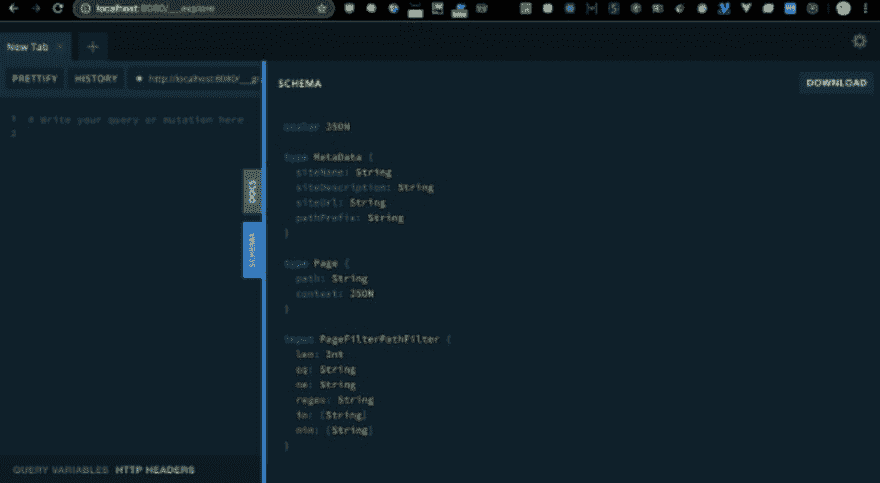 localhost:8080/___explore
New Tab
PRETTIFY HISTORY http://localhost:8080/___gra
1 # Write your query or mutation here
2
DOCS
SCHEMA
SCHEMA
DOWNLOAD
scalar JSON
type MetaData {
siteName: String
siteDescription: String
siteUrl: String
pathPrefix: String
}
type Page {
path: String
context: JSON
}
input PageFilterPathFilter {
len: Int
eq: String
ne: String
regex: String
in: [String]
nin: [String]
}
QUERY VARIABLES HTTP HEADERS